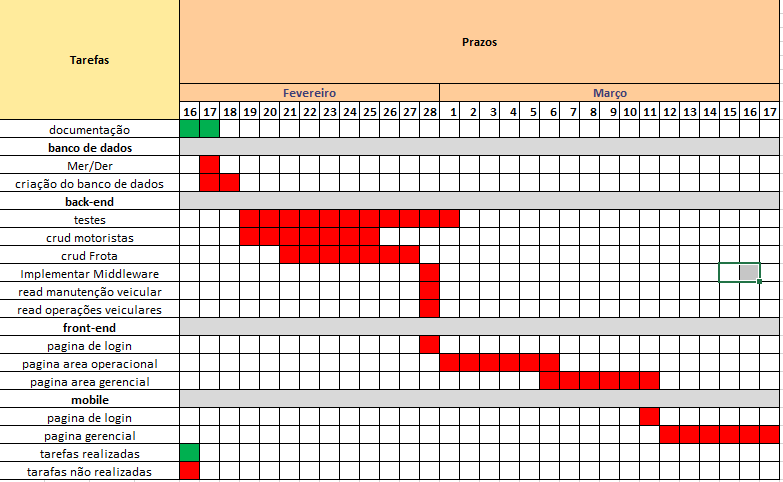 Tarefas
Prazos
Fevereiro
Março
16 17 18 19 20 21 22 23 24 25 26 27 28 1 2 3 4 5 6 7 8 9 10 11 12 13 14 15 16 17
documentação
banco de dados
Mer/Der
criação do banco de dados
back-end
testes
crud motoristas
crud Frota
Implementar Middleware
read manutenção veicular
read operações veiculares
front-end
pagina de login
pagina area operacional
pagina area gerencial
mobile
pagina de login
pagina gerencial
tarefas realizadas
tarafas não realizadas